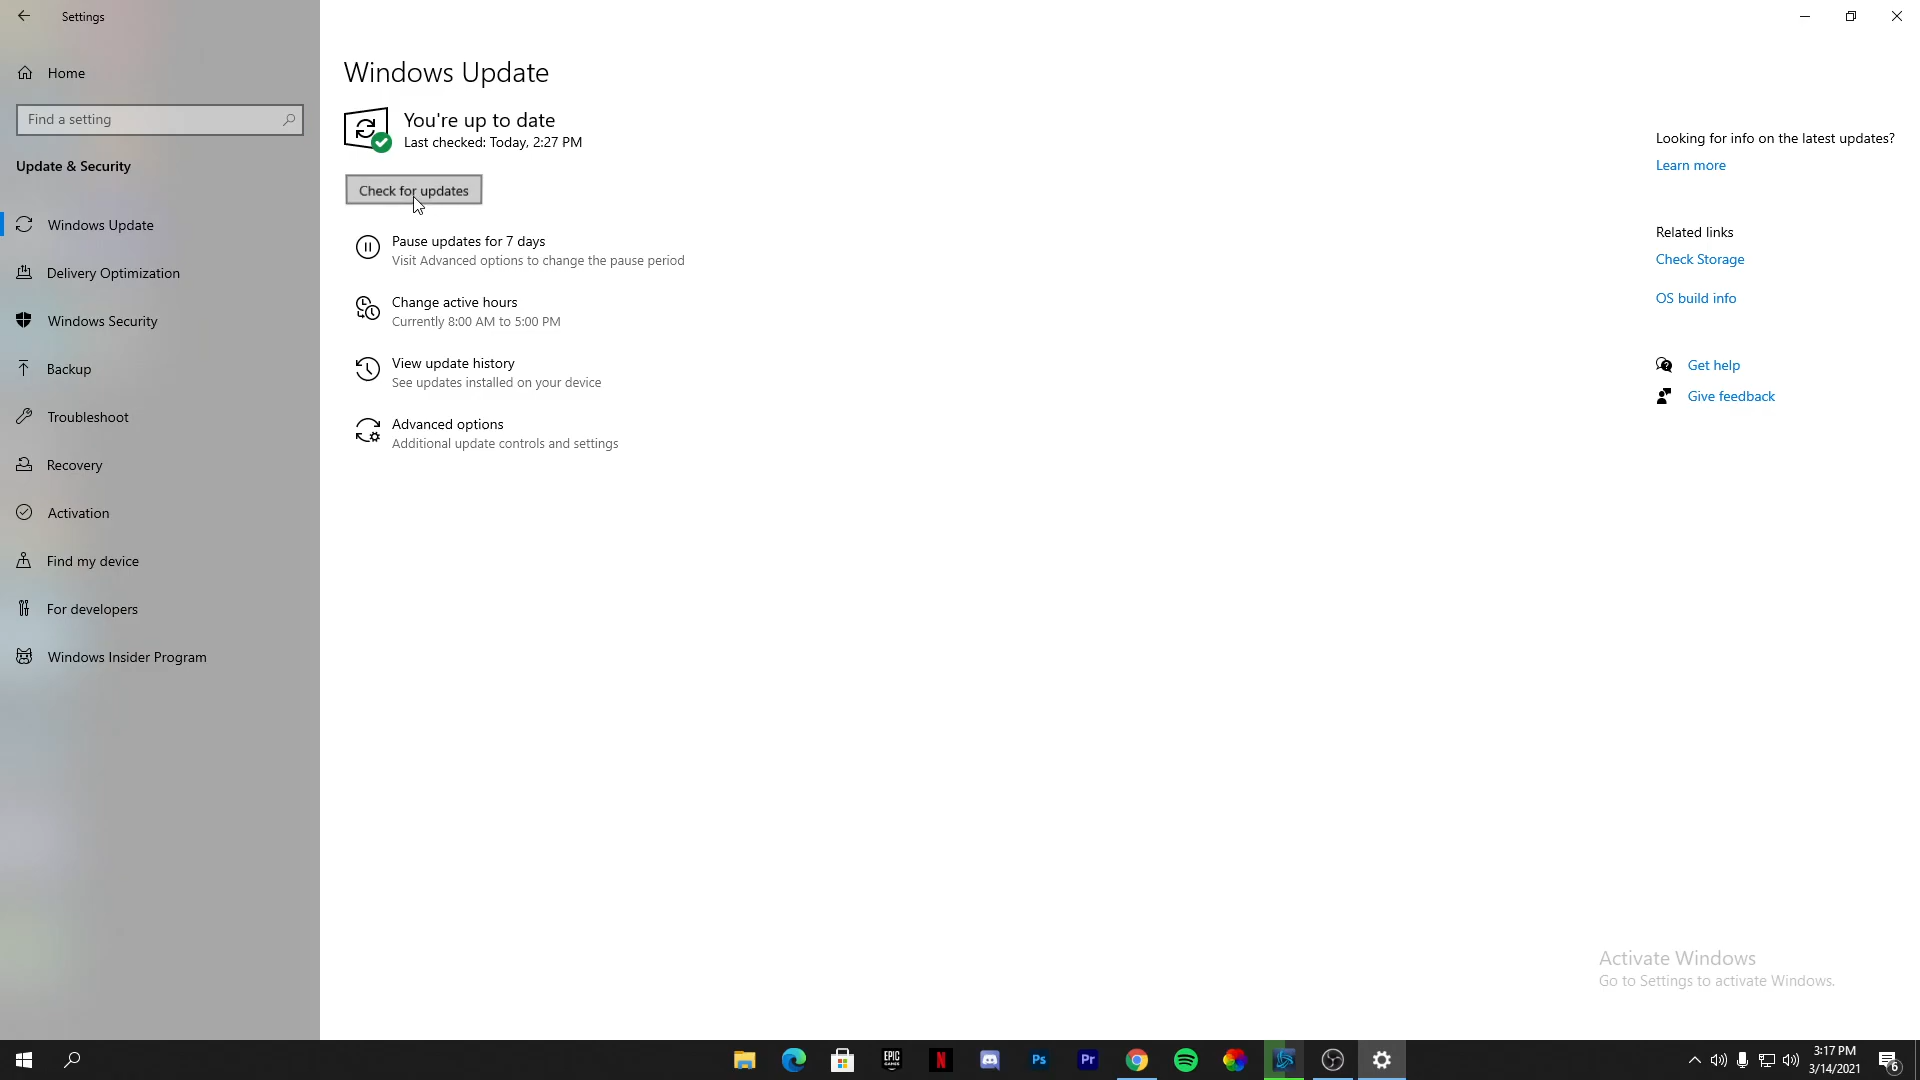 Settings
Home
Find a setting
Update & Security
Windows Update
Delivery Optimization
Windows Security
Backup
Troubleshoot
Recovery
Activation
Find my device
For developers
Windows Insider Program
Windows Update
You're up to date
Last checked: Today, 2:27 PM
Check for updates
Pause updates for 7 days
Visit Advanced options to change the pause period
Change active hours
Currently 8:00 AM to 5:00 PM
View update history
See updates installed on your device
Advanced options
Additional update controls and settings
Looking for info on the latest updates?
Learn more
Related links
Check Storage
OS build info
Get help
Give feedback
Activate Windows
Go to Settings to activate Windows.
EPIC
GAMES
N
Ps
Pr
3:17 PM
3/14/2021
6